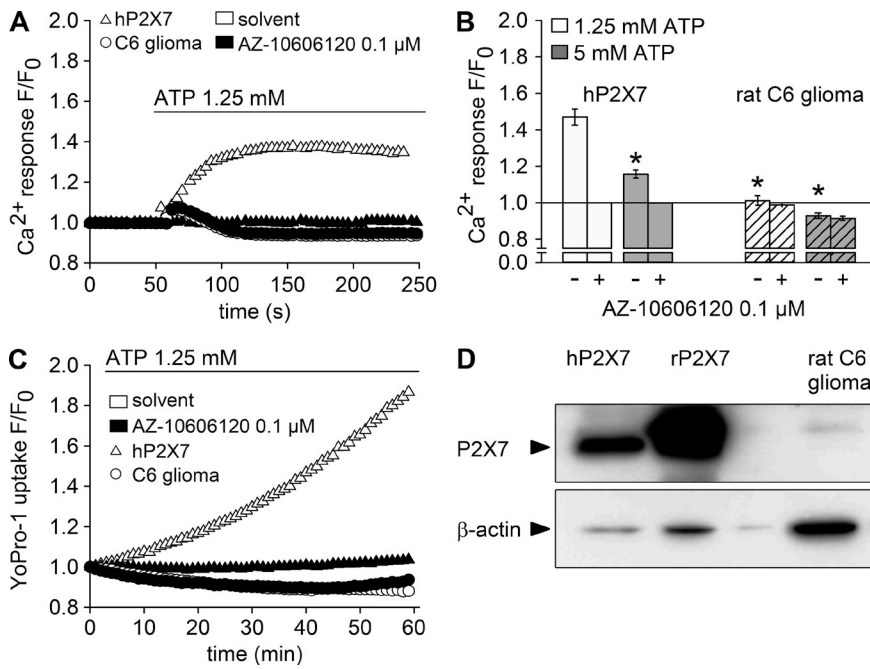 A
△ hP2X7
□ solvent
○ C6 glioma
■ AZ-10606120 0.1 µM
ATP 1.25 mM
Ca2+ response F/F0
2.0
1.8
1.6
1.4
1.2
1.0
0.8
0 50 100 150 200 250
time (s)
B
1.25 mM ATP
5 mM ATP
hP2X7
rat C6 glioma
Ca2+ response F/F0
2.0
1.8
1.6
1.4
1.2
1.0
0.8
0.0
* * *
- + - + - + - +
AZ-10606120 0.1 µM
C
ATP 1.25 mM
□ solvent
■ AZ-10606120 0.1 µM
△ hP2X7
○ C6 glioma
YoPro-1 uptake F/F0
2.0
1.8
1.6
1.4
1.2
1.0
0.8
0 10 20 30 40 50 60
time (min)
D
hP2X7 rP2X7 rat C6
glioma
P2X7
β-actin